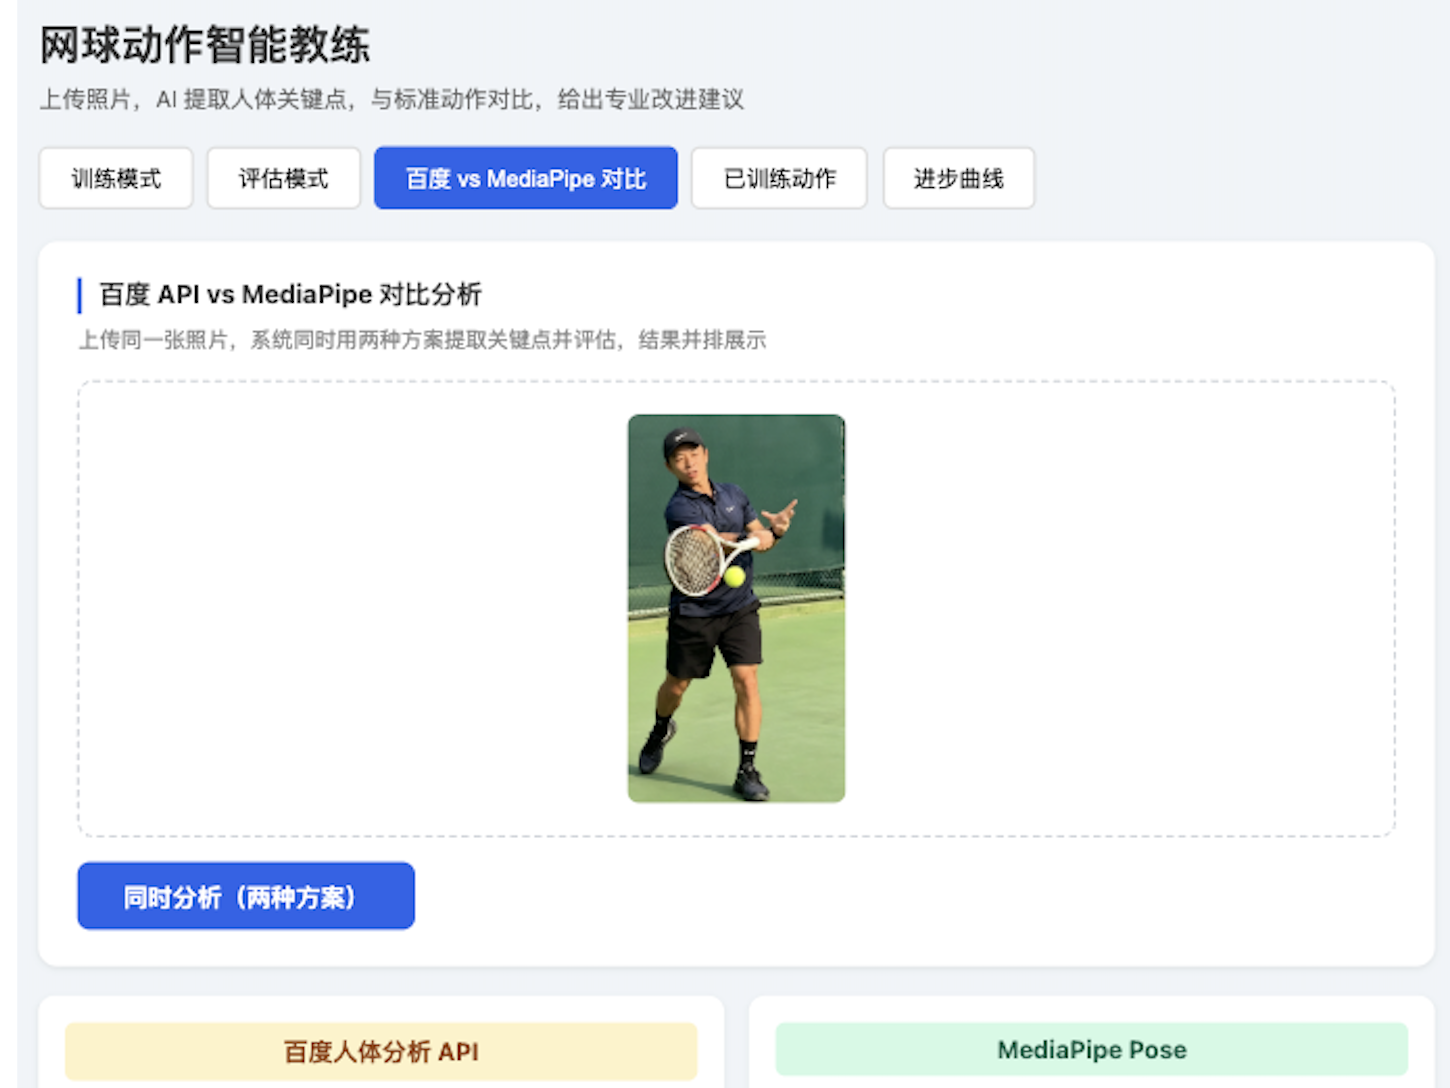 网球动作智能教练
上传照片，AI 提取人体关键点，与标准动作对比，给出专业改进建议
训练模式
评估模式
百度 vs MediaPipe 对比
已训练动作
进步曲线
百度 API vs MediaPipe 对比分析
上传同一张照片，系统同时用两种方案提取关键点并评估，结果并排展示
同时分析（两种方案）
百度人体分析 API
MediaPipe Pose